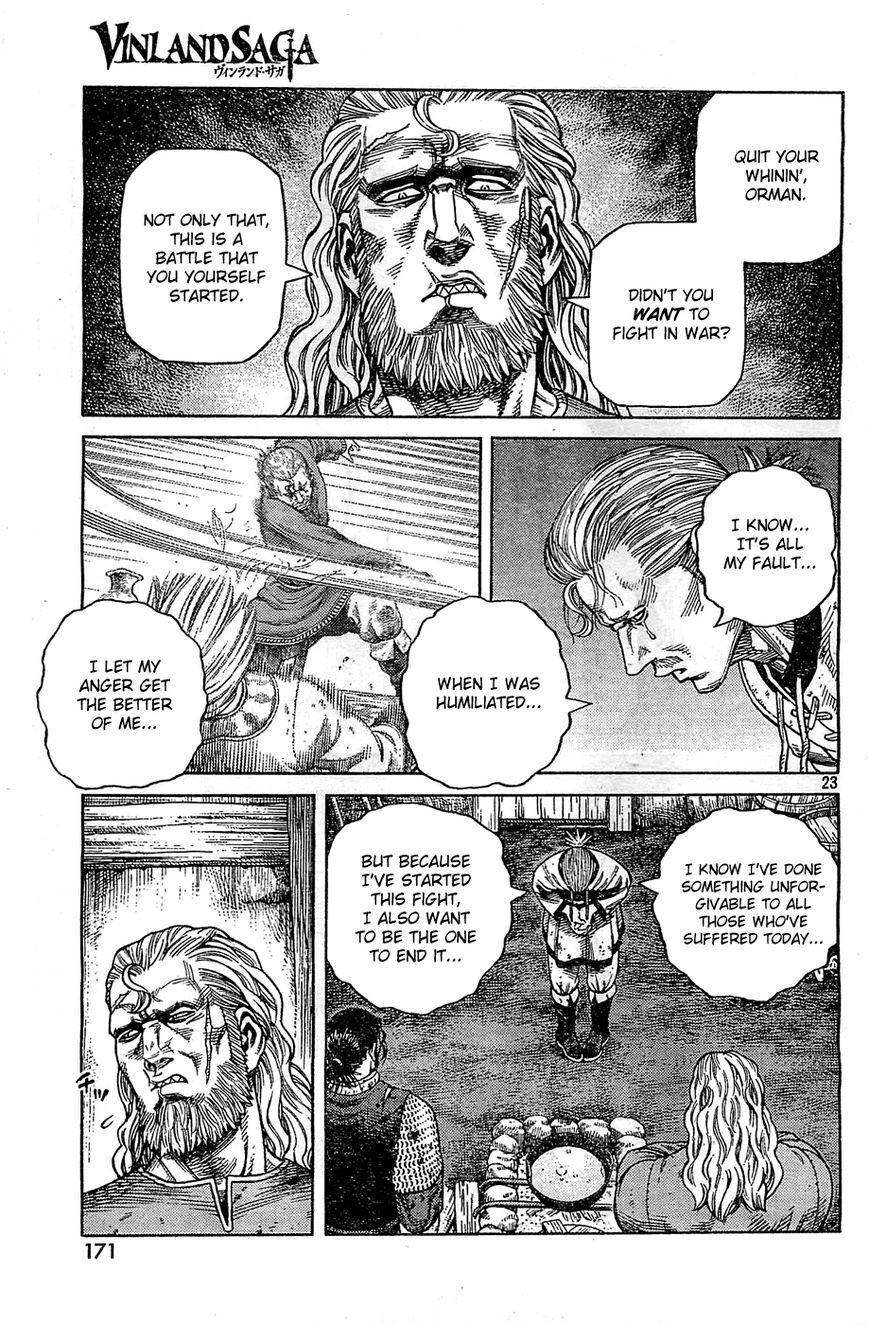 VINLAND SAGA
ヴィンランド・サガ
QUIT YOUR
WHININ',
ORMAN.
DIDN'T YOU
WANT TO
FIGHT IN WAR?
NOT ONLY THAT,
THIS IS A
BATTLE THAT
YOU YOURSELF
STARTED.
I KNOW...
IT'S ALL
MY FAULT...
WHEN I WAS
HUMILIATED...
I LET MY
ANGER GET
THE BETTER
OF ME...
23
I KNOW I'VE DONE
SOMETHING UNFOR-
GIVABLE TO ALL
THOSE WHO'VE
SUFFERED TODAY...
BUT BECAUSE
I'VE STARTED
THIS FIGHT,
I ALSO WANT
TO BE THE ONE
TO END IT...
チッ
171